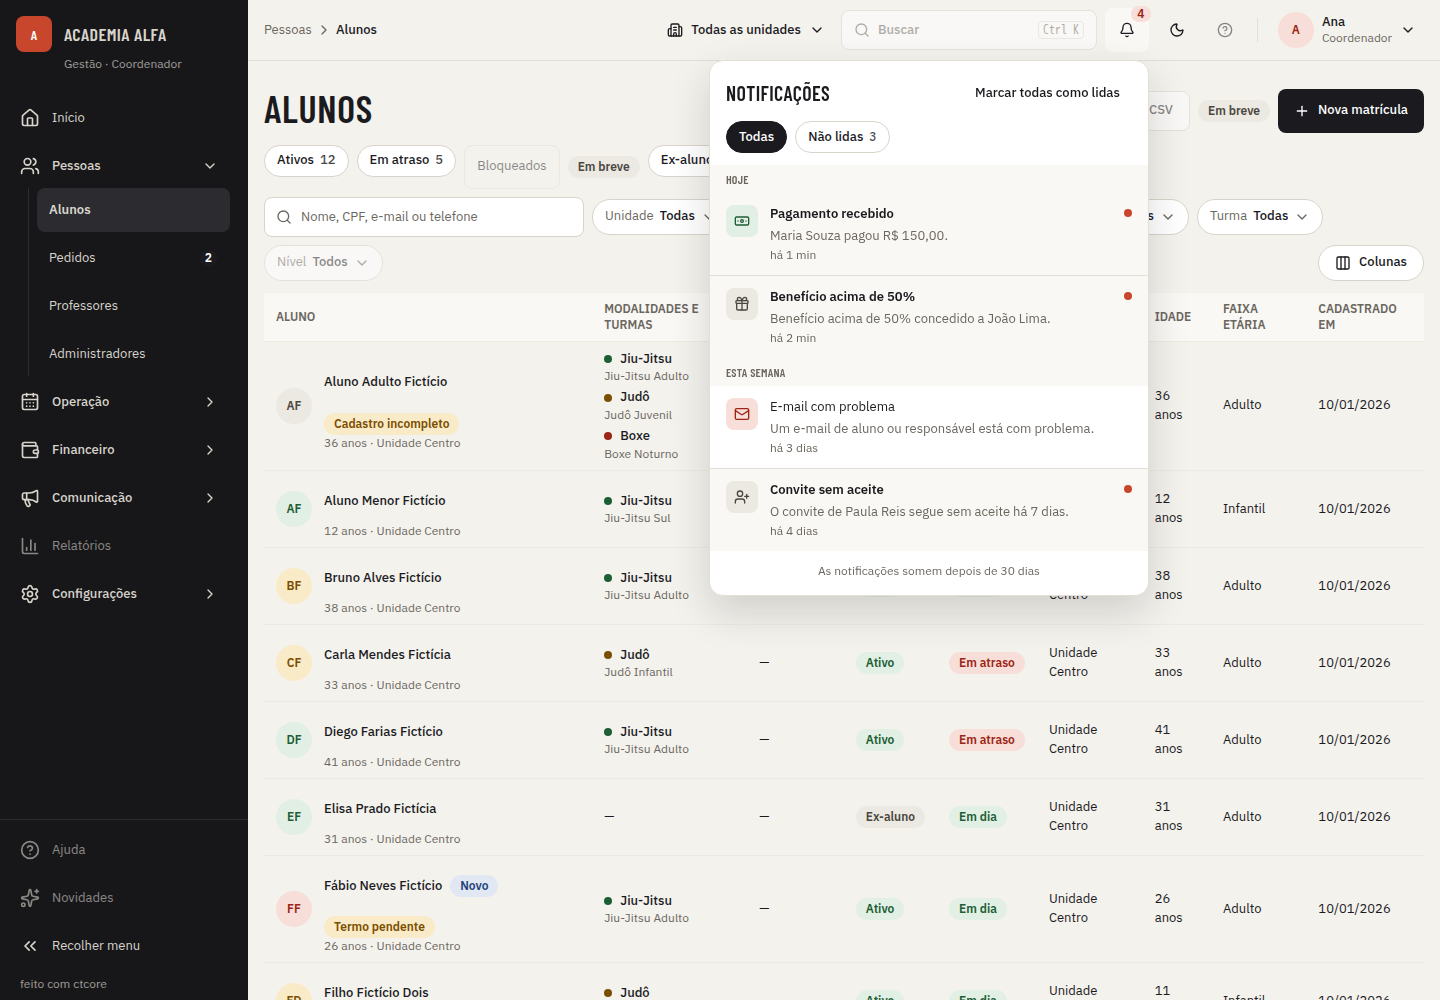 A
ACADEMIA ALFA
Gestão · Coordenador
Início
Pessoas
Alunos
Pedidos 2
Professores
Administradores
Operação
Financeiro
Comunicação
Relatórios
Configurações
Ajuda
Novidades
Recolher menu
feito com ctcore
Pessoas Alunos
Todas as unidades
Buscar Ctrl K
4
A
Ana
Coordenador
ALUNOS
CSV
Em breve
Nova matrícula
Ativos 12
Em atraso 5
Bloqueados
Em breve
Nome, CPF, e-mail ou telefone
Unidade Todas
Turma Todas
Nível Todos
Colunas
NOTIFICAÇÕES
Marcar todas como lidas
Todas
Não lidas 3
HOJE
Pagamento recebido
Maria Souza pagou R$ 150,00.
há 1 min
Benefício acima de 50%
Benefício acima de 50% concedido a João Lima.
há 2 min
ESTA SEMANA
E-mail com problema
Um e-mail de aluno ou responsável está com problema.
há 3 dias
Convite sem aceite
O convite de Paula Reis segue sem aceite há 7 dias.
há 4 dias
As notificações somem depois de 30 dias
ALUNO
MODALIDADES E
TURMAS
IDADE
FAIXA
ETÁRIA
CADASTRADO
EM
AF
Aluno Adulto Fictício
Cadastro incompleto
36 anos · Unidade Centro
Jiu-Jitsu
Jiu-Jitsu Adulto
Judô
Judô Juvenil
Boxe
Boxe Noturno
36
anos
Adulto
10/01/2026
AF
Aluno Menor Fictício
12 anos · Unidade Centro
Jiu-Jitsu
Jiu-Jitsu Sul
12
anos
Infantil
10/01/2026
BF
Bruno Alves Fictício
38 anos · Unidade Centro
Jiu-Jitsu
Jiu-Jitsu Adulto
Centro
38
anos
Adulto
10/01/2026
CF
Carla Mendes Fictícia
33 anos · Unidade Centro
Judô
Judô Infantil
—
Ativo
Em atraso
Unidade
Centro
33
anos
Adulto
10/01/2026
DF
Diego Farias Fictício
41 anos · Unidade Centro
Jiu-Jitsu
Jiu-Jitsu Adulto
—
Ativo
Em atraso
Unidade
Centro
41
anos
Adulto
10/01/2026
EF
Elisa Prado Fictícia
31 anos · Unidade Centro
—
—
Ex-aluno
Em dia
Unidade
Centro
31
anos
Adulto
10/01/2026
FF
Fábio Neves Fictício Novo
Termo pendente
26 anos · Unidade Centro
Jiu-Jitsu
Jiu-Jitsu Adulto
—
Ativo
Em dia
Unidade
Centro
26
anos
Adulto
10/01/2026
Filho Fictício Dois
Judô
Unidade
11